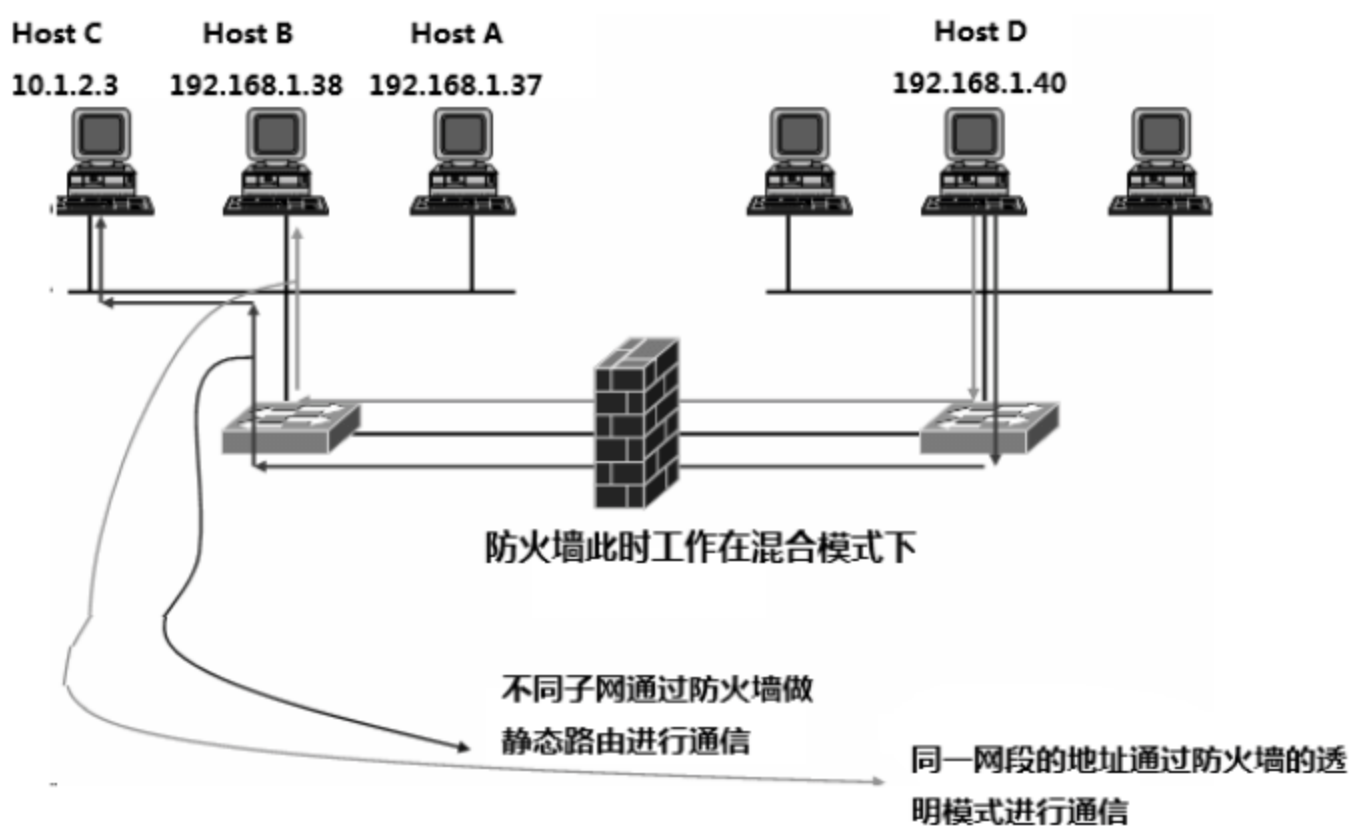 Host C Host B Host A Host D
10.1.2.3 192.168.1.38 192.168.1.37 192.168.1.40
防火墙此时工作在混合模式下
不同子网通过防火墙做
静态路由进行通信
同一网段的地址通过防火墙的透
明模式进行通信